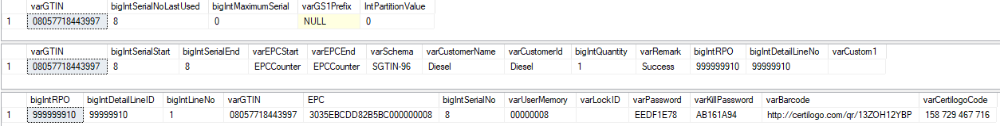 varGTIN bigIntSerialNoLastUsed bigIntMaximumSerial varGS1Prefix IntPartitionValue
1 08057718443997 8 0 NULL 0
varGTIN bigIntSerialStart bigIntSerialEnd varEPCStart varEPCEnd varSchema varCustomerName varCustomerId bigIntQuantity varRemark bigIntRPO bigIntDetailLineNo varCustom1
1 08057718443997 8 8 EPCCounter EPCCounter SGTIN-96 Diesel Diesel 1 Success 999999910 99999910
bigIntRPO bigIntDetailLineID bigIntLineNo varGTIN EPC bigIntSerialNo varUserMemory varLockID varPassword varKillPassword varBarcode varCertilogoCode
1 999999910 99999910 1 08057718443997 3035EBCDD82B5BC000000008 8 00000008 EEDF1E78 AB161A94 http://certilogo.com/qr/13ZOH12YBP 158 729 467 716